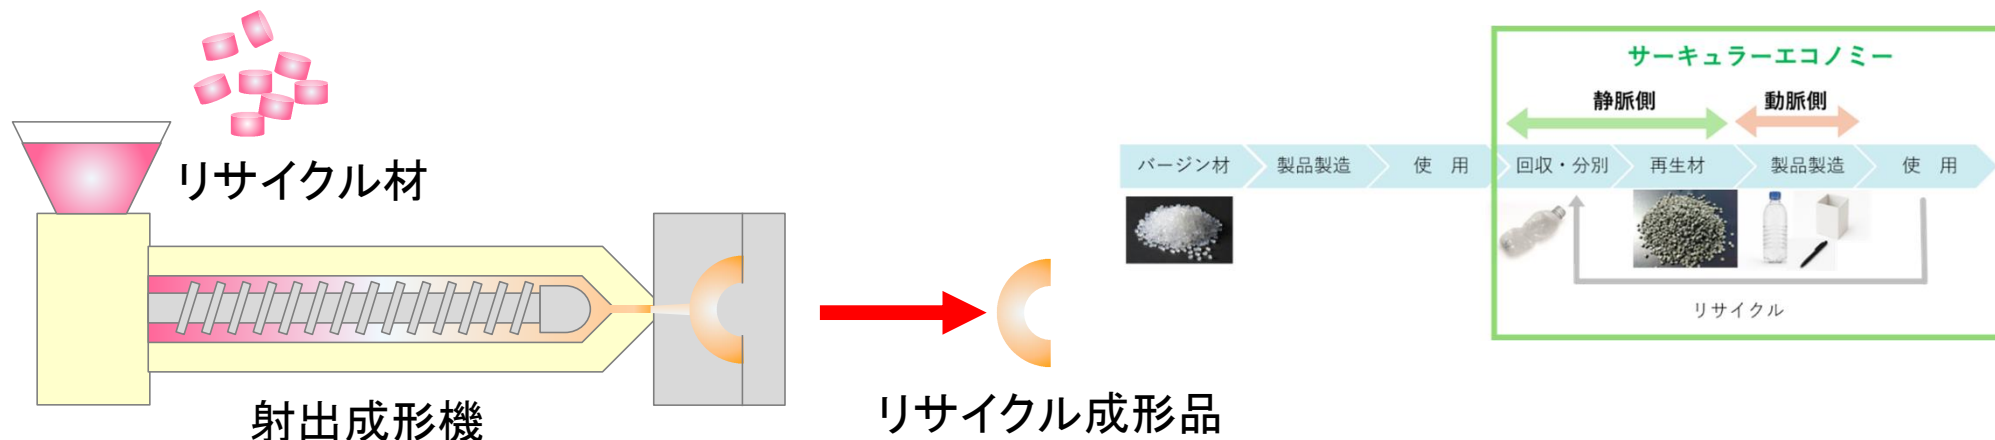 リサイクル材
射出成形機
リサイクル成形品
サーキュラーエコノミー
静脈側
動脈側
バージン材
製品製造
使 用
回収・分別
再生材
製品製造
使 用
リサイクル